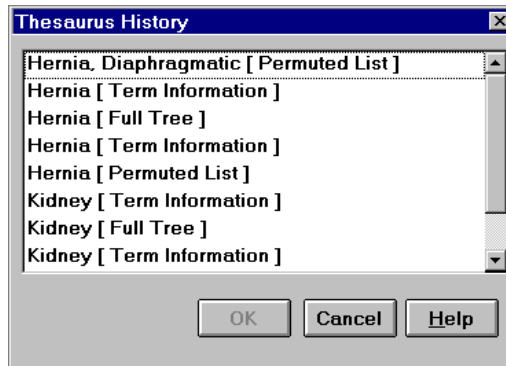 Thesaurus History
Hernia, Diaphragmatic [ Permuted List ]
Hernia [ Term Information ]
Hernia [ Full Tree ]
Hernia [ Term Information ]
Hernia [ Permuted List ]
Kidney [ Term Information ]
Kidney [ Full Tree ]
Kidney [ Term Information ]
OK Cancel Help